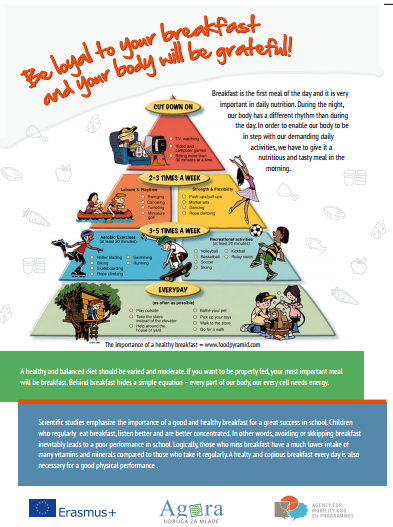 Be loyal to your breakfast
and your body will be grateful!
Breakfast is the first meal of the day and it is very
important in daily nutrition. During the night,
our body has a different rhythm than during
the day. In order to enable our body to be
in step with our demanding daily
activities, we have to give it a
nutritious and tasty meal in the
morning.
CUT DOWN ON
T.V. watching
Video and
computer games
Sitting more than
30 minutes at a time
2-3 TIMES A WEEK
Leisure & Playtime
Swinging
Canoeing
Tumbling
Miniature
golf
Strength & Flexibility
Push-ups/pull-ups
Martial arts
Dancing
Rope climbing
3-5 TIMES A WEEK
Aerobic Exercises
(at least 20 minutes)
Roller blading
Biking
Skateboarding
Rope climbing
Swimming
Running
Recreational activities
(at least 20 minutes)
Volleyball
Basketball
Soccer
Skiing
Kickball
Relay races
EVERYDAY
(as often as possible)
Play outside
Take the stairs
instead of the elevator
Help around the
house or yard
Bathe your pet
Pick up your toys
Walk to the store
Go for a walk
The importance of a healthy breakfast – www.foodpyramid.com
A healthy and balanced diet should be varied and moderate. If you want to be properly fed, your most important meal
will be breakfast. Behind breakfast hides a simple equation – every part of our body, our every cell needs energy.
Scientific studies emphasize the importance of a good and healthy breakfast for a great success in school. Children
who regularly eat breakfast, listen better and are better concentrated. In other words, avoiding or skkipping breakfast
inevitably leads to a poor performance in school. Logically, those who miss breakfast have a much lower intake of
many vitamins and minerals compared to those who take it regularly. A healty and copious breakfast every day is also
necessary for a good physical performance .
Erasmus+
Agora
UDRUGA ZA MLADE
AGENCY FOR
MOBILITY AND
EU PROGRAMMES